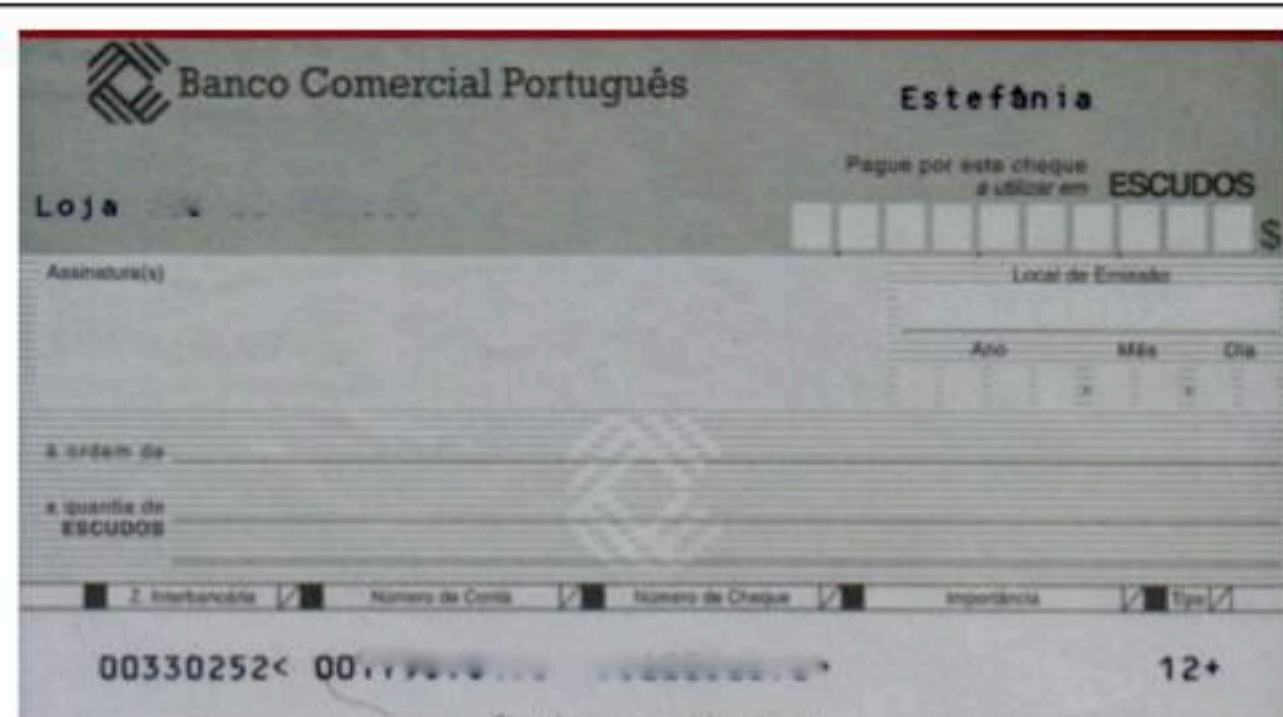 Banco Comercial Português
Estefânia
Pague por este cheque
a utilizar em ESCUDOS
Loja
$
Assinatura(s)
Local de Emissão
Ano Mês Dia
à ordem de
a quantia de
ESCUDOS
Z. Interbancária Número de Conta Número de Cheque Importância Tipo
00330252< 00
12+